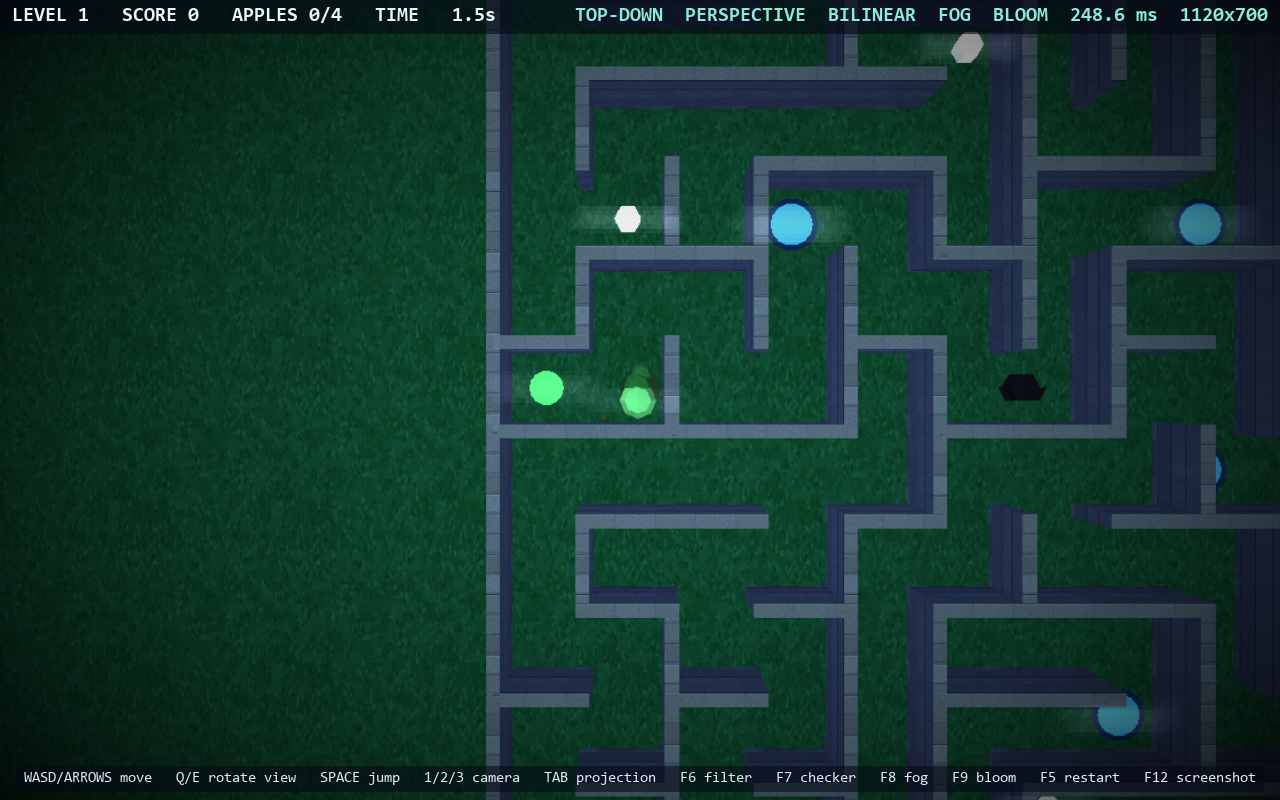 LEVEL 1 SCORE 0 APPLES 0/4 TIME 1.5s TOP-DOWN PERSPECTIVE BILINEAR FOG BLOOM 248.6 ms 1120x700
WASD/ARROWS move Q/E rotate view SPACE jump 1/2/3 camera TAB projection F6 filter F7 checker F8 fog F9 bloom F5 restart F12 screenshot